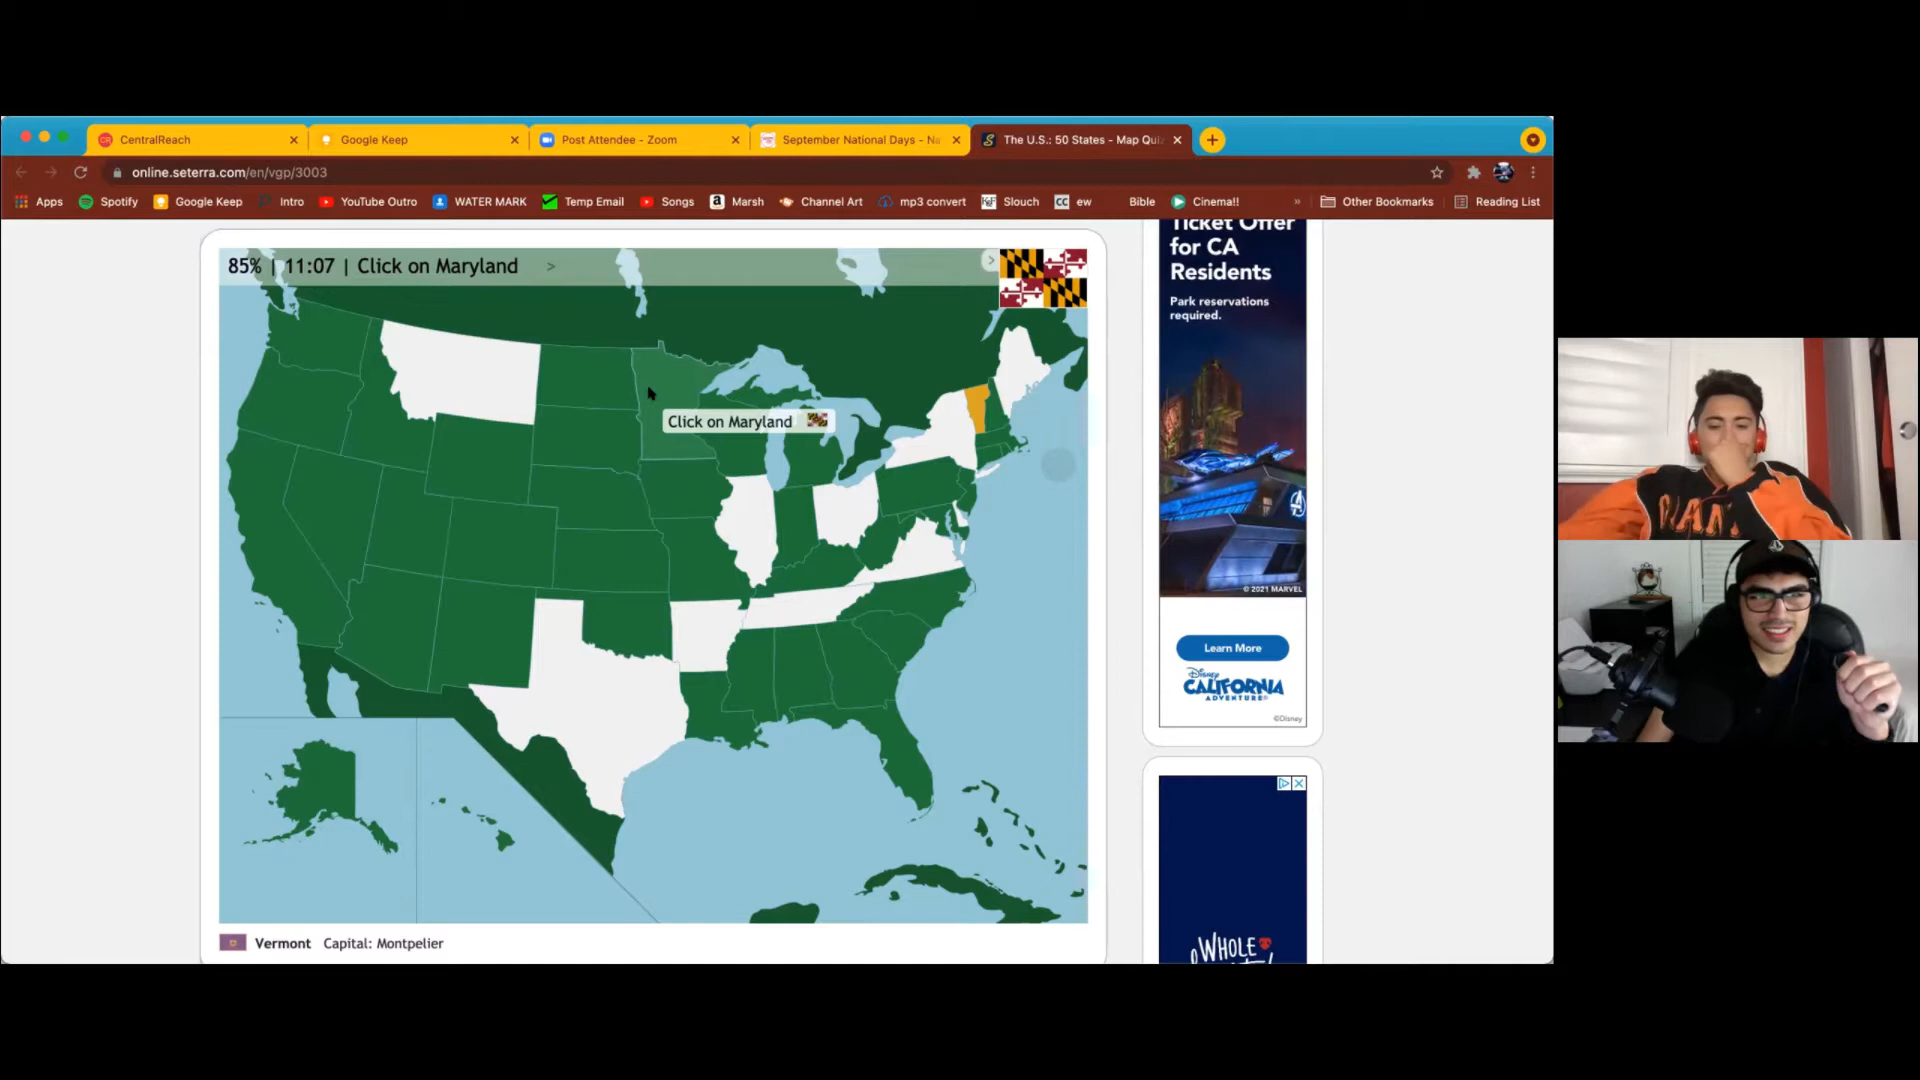 CentralReach
Google Keep
Post Attendee - Zoom
September National Days - Na
The U.S.: 50 States - Map Qui
online.seterra.com/en/vgp/3003
Apps
Spotify
Google Keep
Intro
YouTube Outro
WATER MARK
Temp Email
Songs
Marsh
Channel Art
mp3 convert
Slouch
CC ew
Bible
Cinema!!
»
Other Bookmarks
Reading List
85% | 11:07 | Click on Maryland >
Click on Maryland
Vermont Capital: Montpelier
Ticket Offer
for CA
Residents
Park reservations
required.
© 2021 MARVEL
Learn More
Disney
CALIFORNIA
ADVENTURE
©Disney
WHOLE